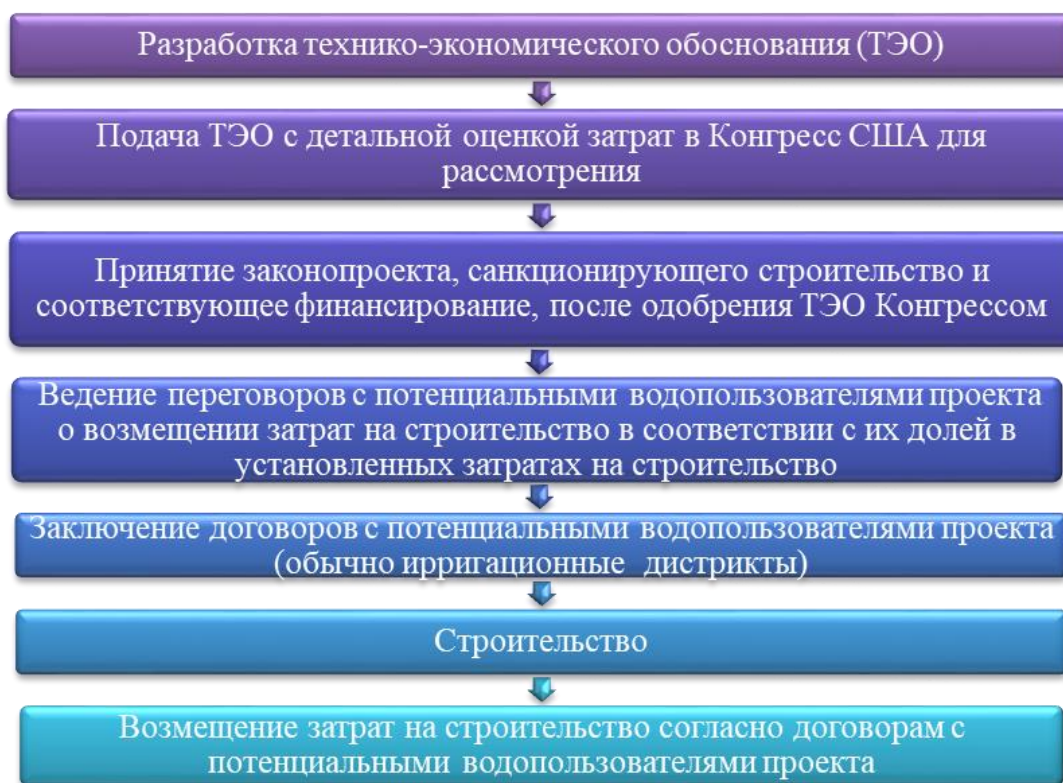 Разработка технико-экономического обоснования (ТЭО)
Подача ТЭО с детальной оценкой затрат в Конгресс США для
рассмотрения
Принятие законопроекта, санкционирующего строительство и
соответствующее финансирование, после одобрения ТЭО Конгрессом
Ведение переговоров с потенциальными водопользователями проекта
о возмещении затрат на строительство в соответствии с их долей в
установленных затратах на строительство
Заключение договоров с потенциальными водопользователями проекта
(обычно ирригационные дистрикты)
Строительство
Возмещение затрат на строительство согласно договорам с
потенциальными водопользователями проекта